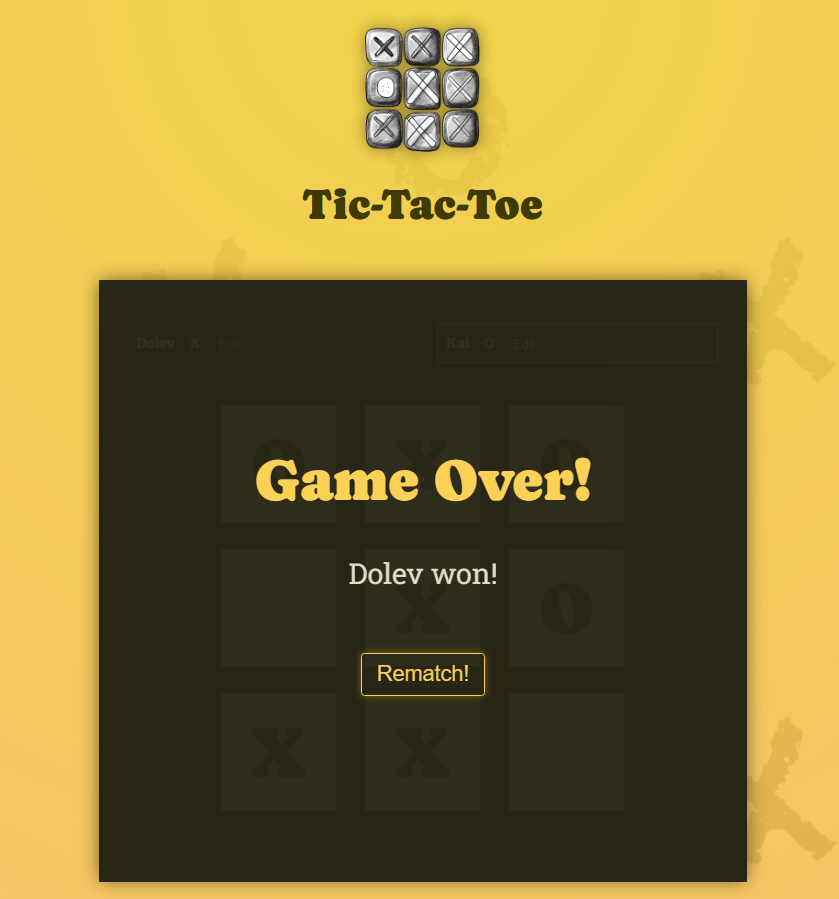 Tic-Tac-Toe
Dolev X Edit Kai O Edit
O X O
Game Over!
Dolev won!
X O
Rematch!
X X